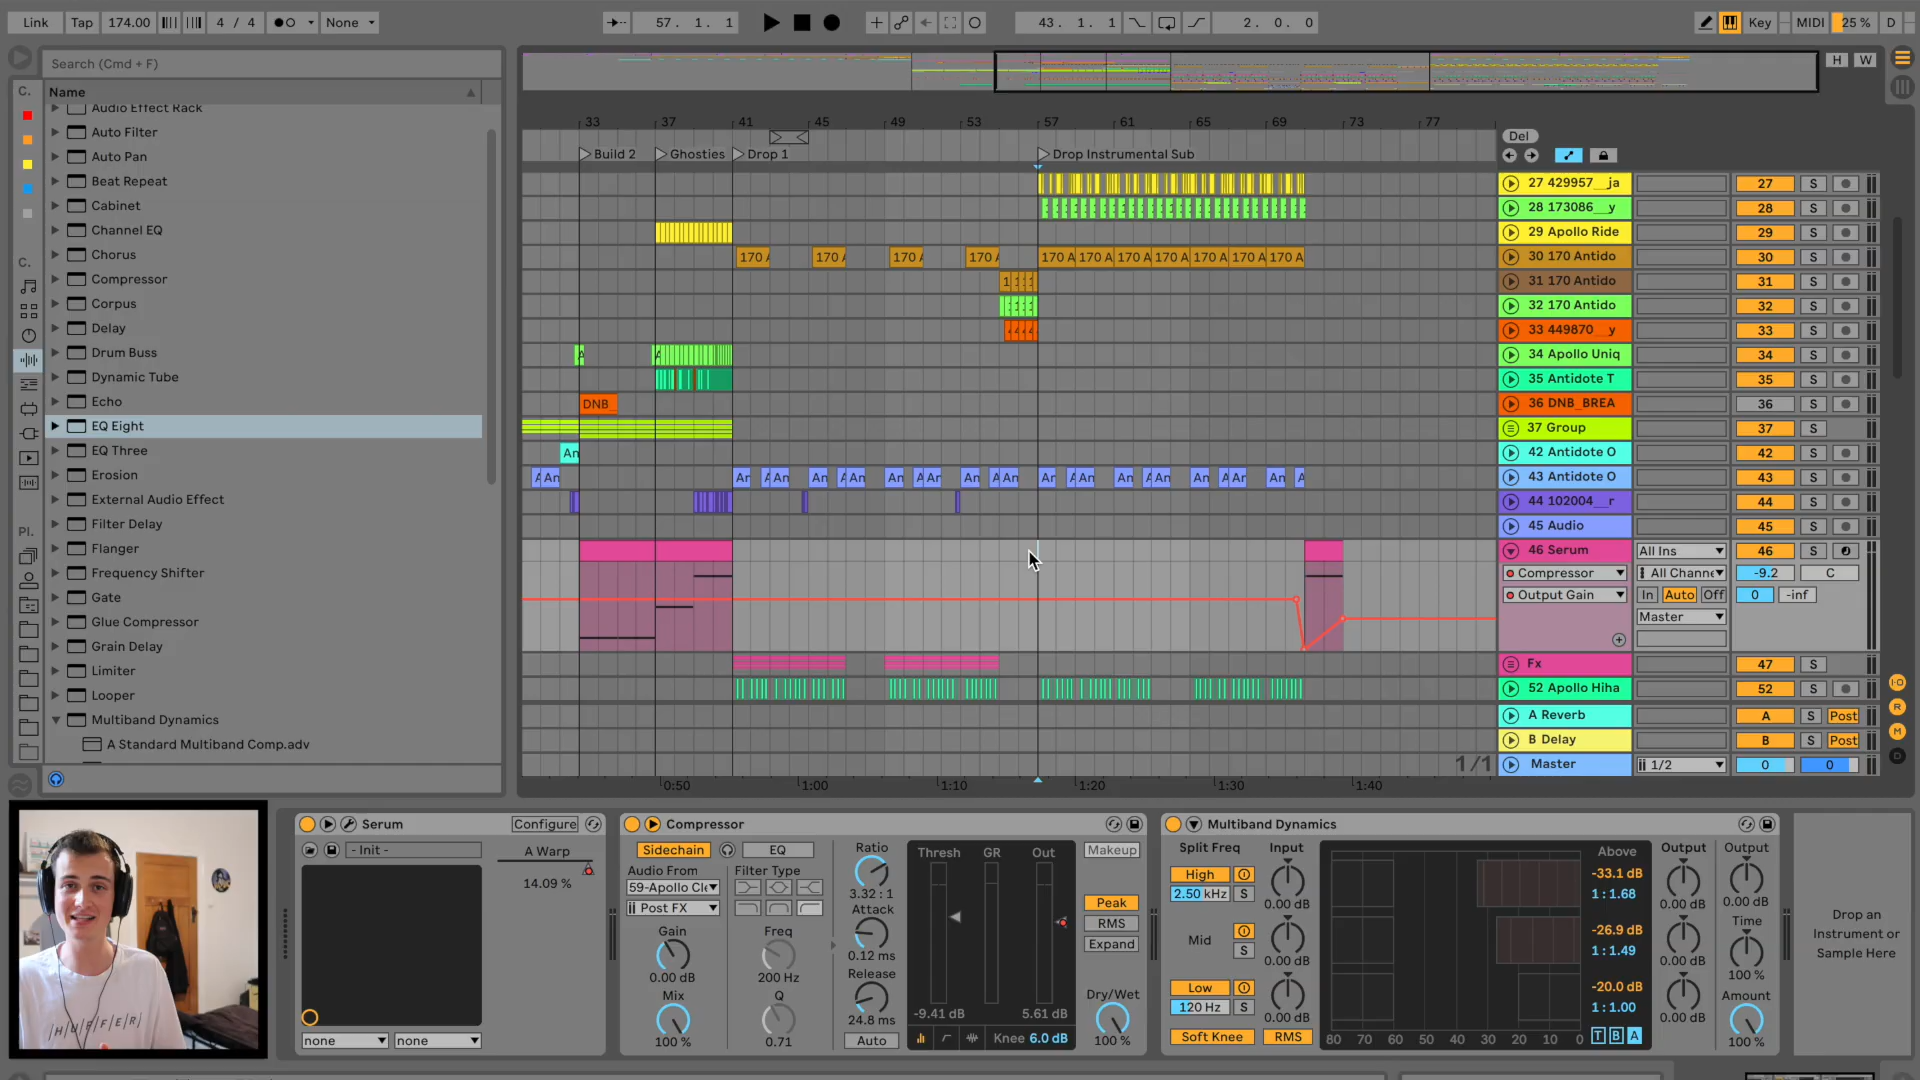 Link Tap 174.00 4 / 4 None 57. 1. 1 43. 1. 1 2. 0. 0 Key MIDI 25 % D
Search (Cmd + F)
H W
C.
Name
Audio Effect Rack
Auto Filter
Auto Pan
Beat Repeat
Cabinet
Channel EQ
Chorus
C.
Compressor
Corpus
Delay
Drum Buss
Dynamic Tube
Echo
EQ Eight
EQ Three
Erosion
External Audio Effect
Filter Delay
Pl.
Flanger
Frequency Shifter
Gate
Glue Compressor
Grain Delay
Limiter
Looper
Multiband Dynamics
A Standard Multiband Comp.adv
33 37 41 45 49 53 57 61 65 69 73 77
Del
Build 2 Ghosties Drop 1 Drop Instrumental Sub
27 429957__ja 27 S
28 173086__y 28 S
29 Apollo Ride 29 S
170 A 170 A 170 A 170 A 170 A 170 A 170 A 170 A 170 A 170 A 170 A 30 170 Antido 30 S
31 170 Antido 31 S
32 170 Antido 32 S
33 449870__y 33 S
34 Apollo Uniq 34 S
35 Antidote T 35 S
DNB_ 36 DNB_BREA 36 S
37 Group 37 S
An 42 Antidote O 42 S
A An An A An An A An An A An An A An An A An An A An An A An An A 43 Antidote O 43 S
44 102004__r 44 S
45 Audio 45 S
46 Serum All Ins 46 S
Compressor All Channe -9.2 C
Output Gain In Auto Off 0 -inf
Master
Fx 47 S
52 Apollo Hiha 52 S
A Reverb A S Post
B Delay B S Post
1/1 Master 1/2 0 0
0:50 1:00 1:10 1:20 1:30 1:40
I·O
R
M
D
Serum Configure
- Init -
A Warp
14.09 %
none none
Compressor
Sidechain EQ
Audio From Filter Type
59-Apollo Cle
Post FX
Gain Freq
0.00 dB 200 Hz
Mix Q
100 % 0.71
Ratio
3.32 : 1
Attack
0.12 ms
Release
24.8 ms
Auto
Thresh GR Out
-9.41 dB 5.61 dB
Knee 6.0 dB
Makeup
Peak
RMS
Expand
Dry/Wet
100 %
Multiband Dynamics
Split Freq Input
High
2.50 kHz S 0.00 dB
Mid
S 0.00 dB
Low
120 Hz S 0.00 dB
Soft Knee RMS
80 70 60 50 40 30 20 10 0
Above
-33.1 dB
1 : 1.68
-26.9 dB
1 : 1.49
-20.0 dB
1 : 1.00
T B A
Output
0.00 dB
0.00 dB
0.00 dB
Output
0.00 dB
Time
100 %
Amount
100 %
Drop an
Instrument or
Sample Here
|H|U|F|F|E|R|